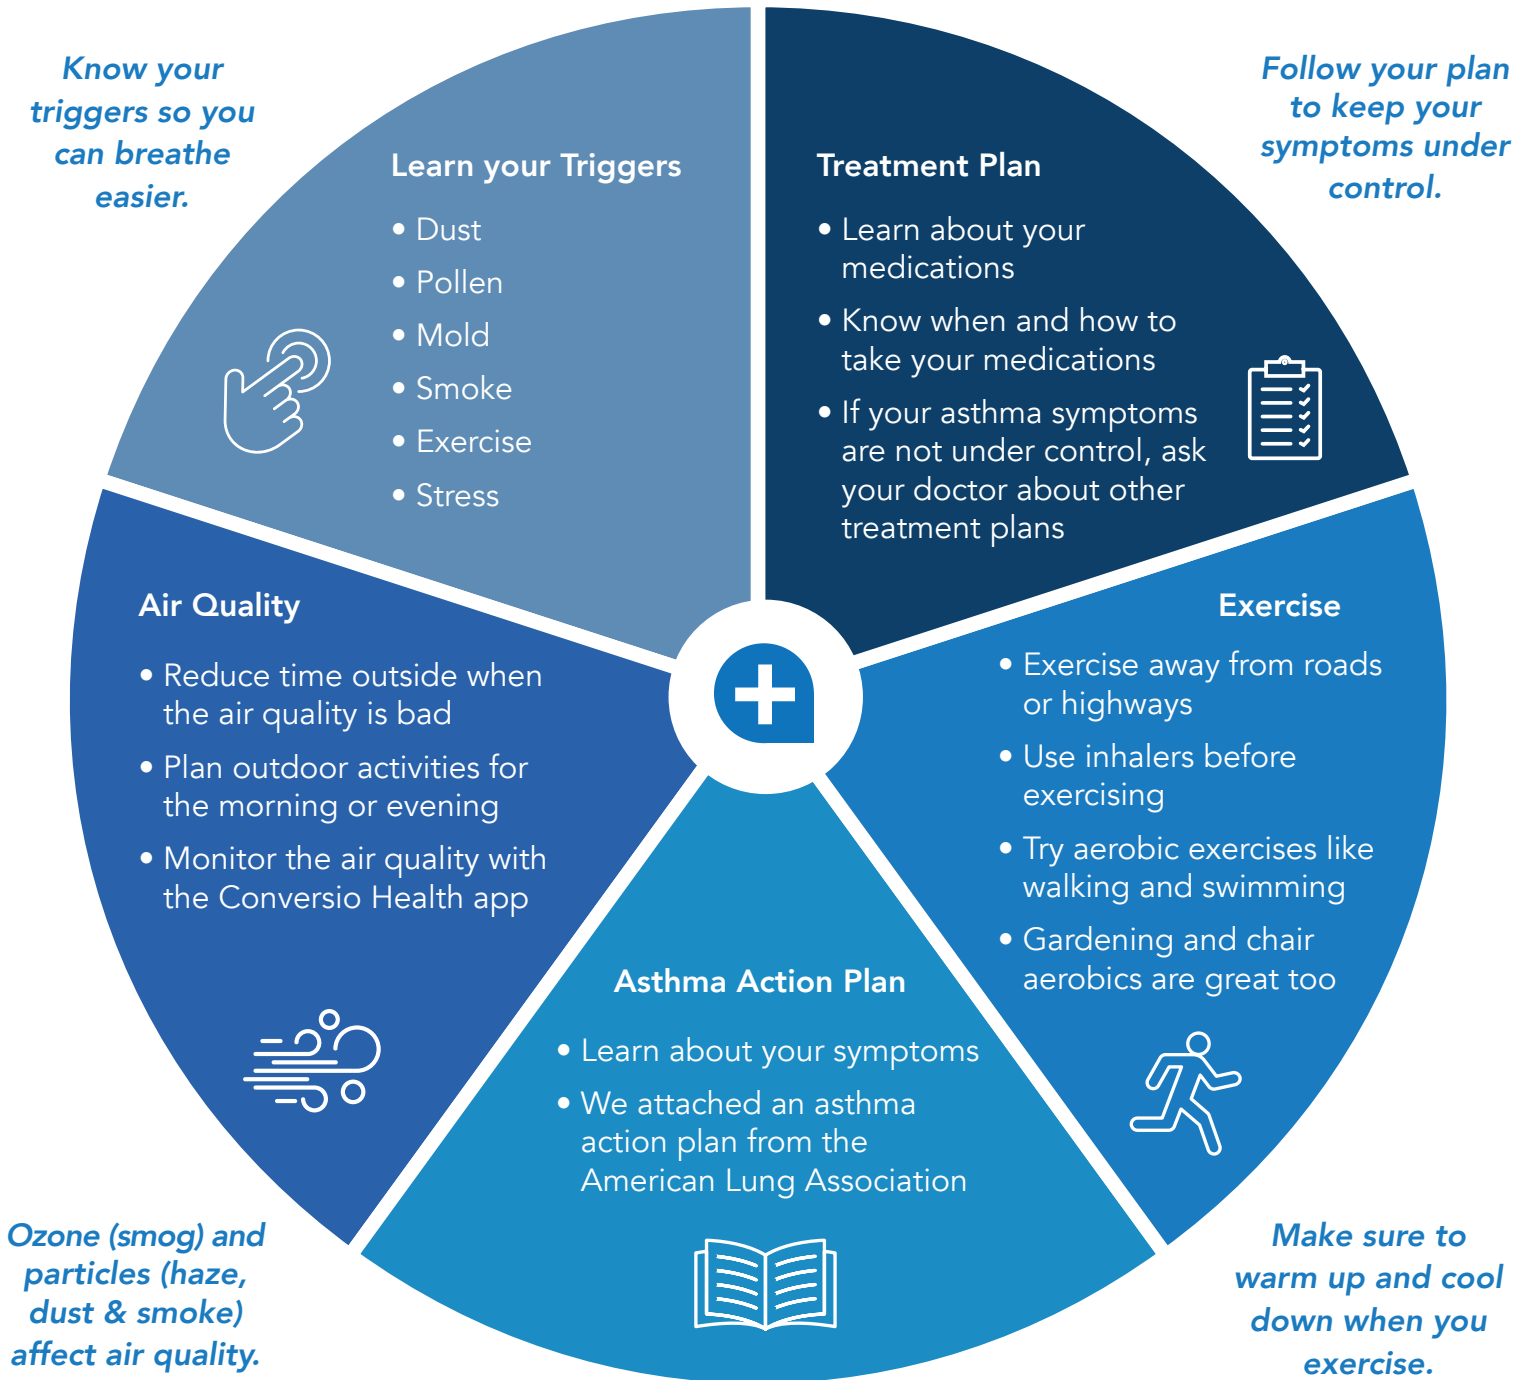 Know your
triggers so you
can breathe
easier.
Follow your plan
to keep your
symptoms under
control.
Learn your Triggers
• Dust
• Pollen
• Mold
• Smoke
• Exercise
• Stress
Treatment Plan
• Learn about your
medications
• Know when and how to
take your medications
• If your asthma symptoms
are not under control, ask
your doctor about other
treatment plans
Air Quality
• Reduce time outside when
the air quality is bad
• Plan outdoor activities for
the morning or evening
• Monitor the air quality with
the Conversio Health app
Exercise
• Exercise away from roads
or highways
• Use inhalers before
exercising
• Try aerobic exercises like
walking and swimming
• Gardening and chair
aerobics are great too
Asthma Action Plan
• Learn about your symptoms
• We attached an asthma
action plan from the
American Lung Association
Ozone (smog) and
particles (haze,
dust & smoke)
affect air quality.
Make sure to
warm up and cool
down when you
exercise.